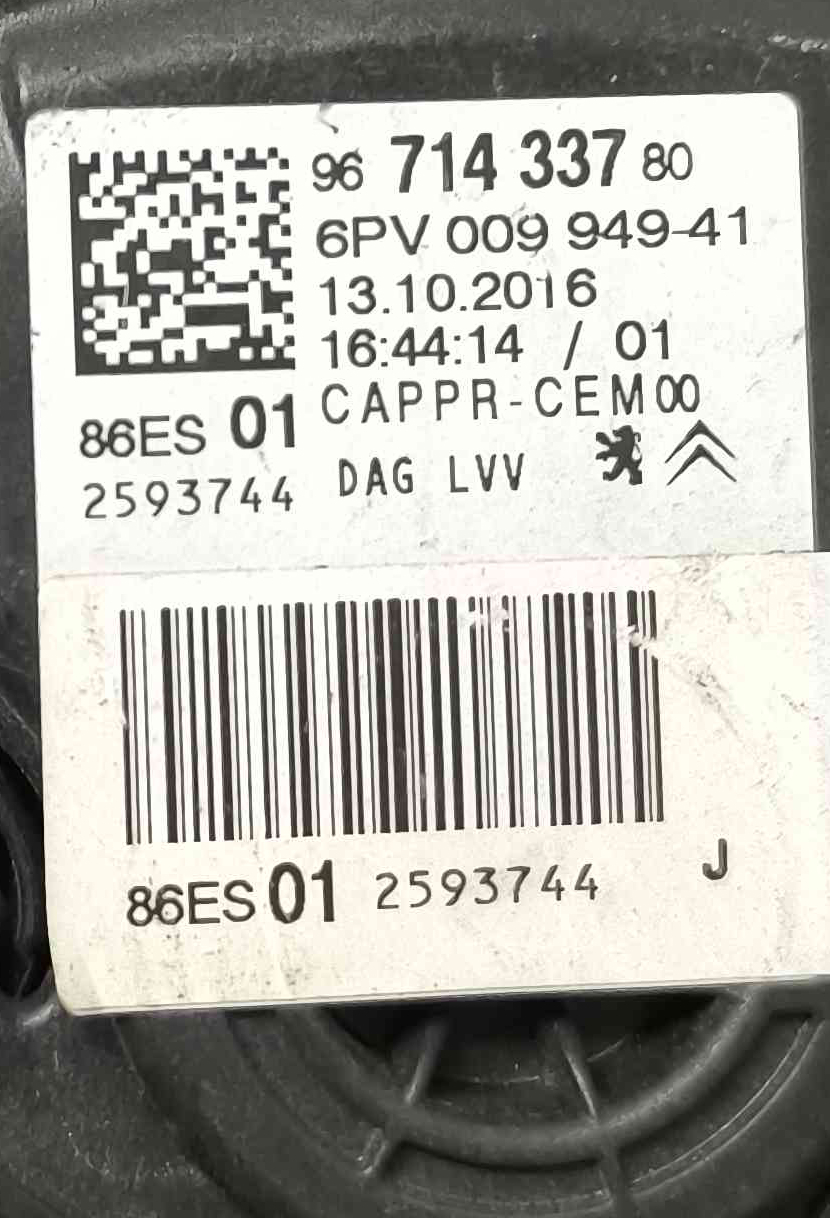 96 714 337 80
6PV 009 949-41
13.10.2016
16:44:14 / 01
CAPPR-CEM00
86ES 01
DAG LVV
2593744
86ES 01 2593744
J